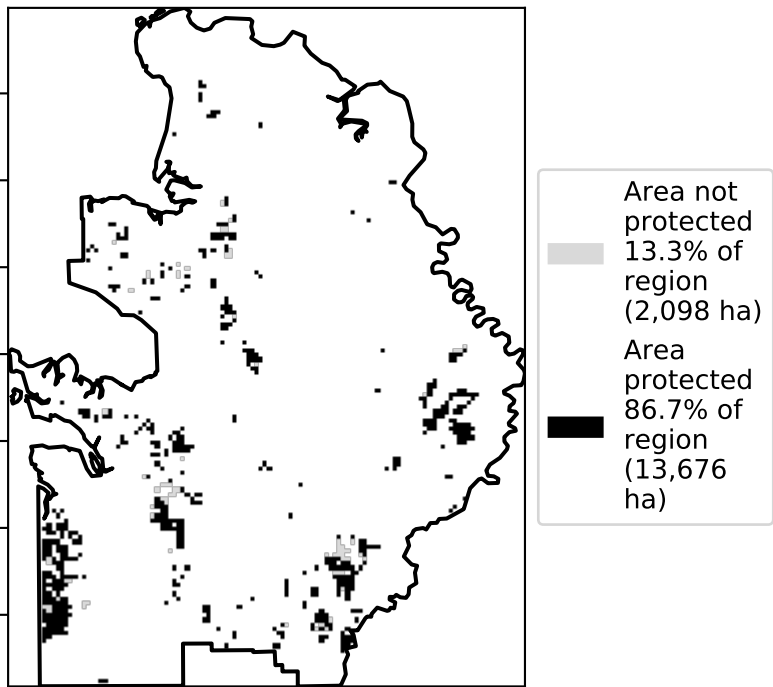 Area not
protected
13.3% of
region
(2,098 ha)
Area
protected
86.7% of
region
(13,676
ha)